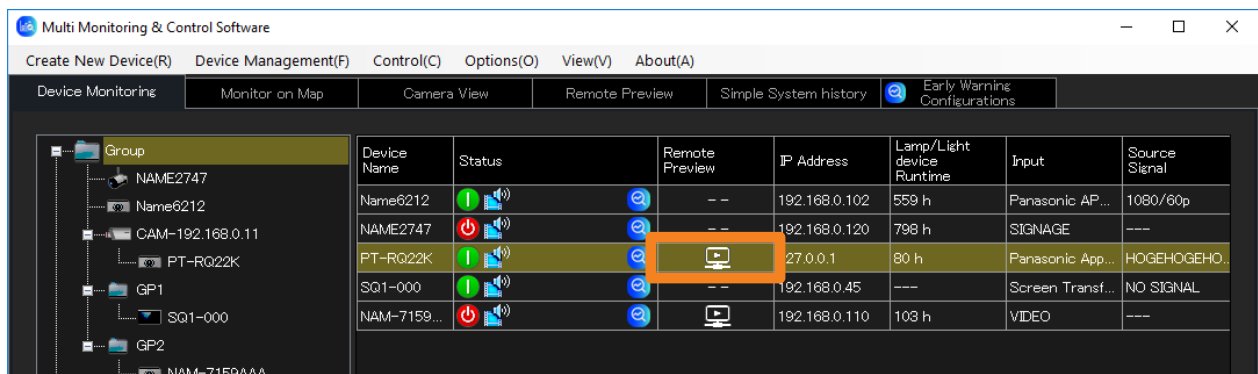 Multi Monitoring & Control Software
Create New Device(R) Device Management(F) Control(C) Options(O) View(V) About(A)
Device Monitoring Monitor on Map Camera View Remote Preview Simple System history Early Warning Configurations
Group
NAME2747
Name6212
CAM-192.168.0.11
PT-RQ22K
GP1
SQ1-000
GP2
NAM-7159AAA
Device Name Status Remote Preview IP Address Lamp/Light device Runtime Input Source Signal
Name6212 -- 192.168.0.102 559 h Panasonic AP... 1080/60p
NAME2747 -- 192.168.0.120 798 h SIGNAGE ---
PT-RQ22K 27.0.0.1 80 h Panasonic App... HOGEHOGEHO...
SQ1-000 -- 192.168.0.45 --- Screen Transf... NO SIGNAL
NAM-7159... 192.168.0.110 103 h VIDEO ---